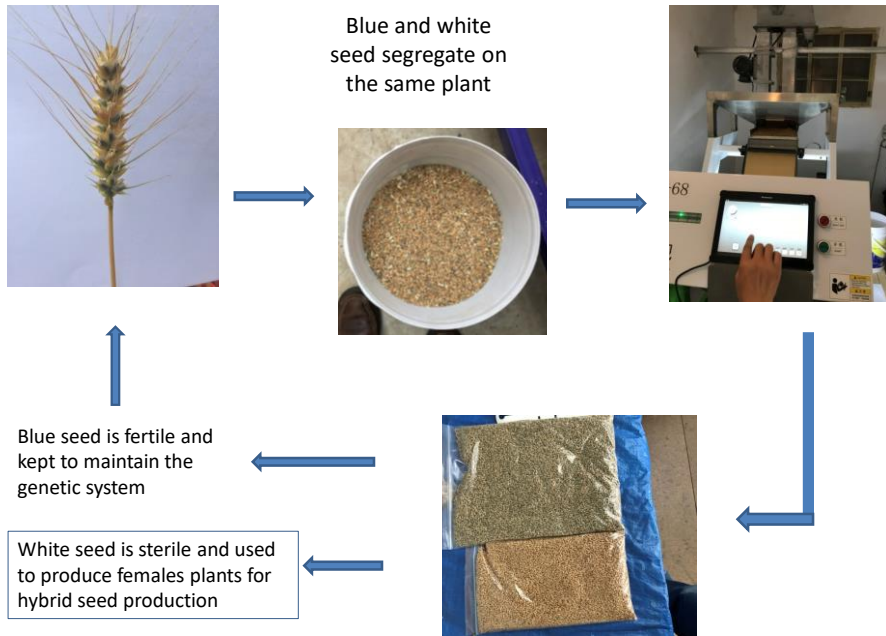 Blue and white
seed segregate on
the same plant
68
Blue seed is fertile and
kept to maintain the
genetic system
White seed is sterile and used
to produce females plants for
hybrid seed production